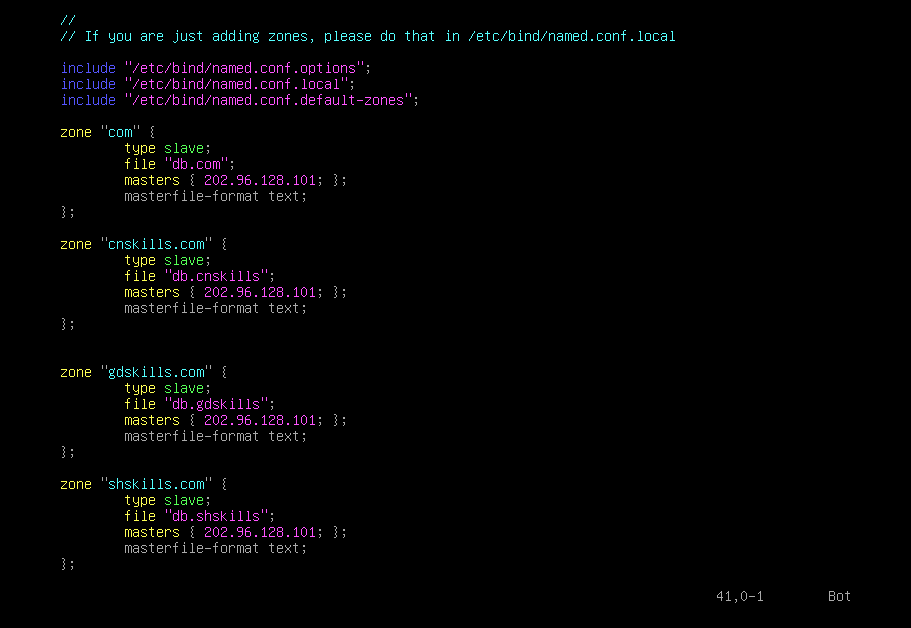 //
// If you are just adding zones, please do that in /etc/bind/named.conf.local
include "/etc/bind/named.conf.options";
include "/etc/bind/named.conf.local";
include "/etc/bind/named.conf.default-zones";
zone "com" {
type slave;
file "db.com";
masters { 202.96.128.101; };
masterfile-format text;
};
zone "cnskills.com" {
type slave;
file "db.cnskills";
masters { 202.96.128.101; };
masterfile-format text;
};
zone "gdskills.com" {
type slave;
file "db.gdskills";
masters { 202.96.128.101; };
masterfile-format text;
};
zone "shskills.com" {
type slave;
file "db.shskills";
masters { 202.96.128.101; };
masterfile-format text;
};
41,0-1 Bot